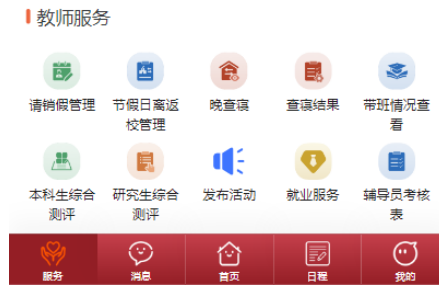 教师服务
请销假管理 节假日离返 晚查寝 查寝结果 带班情况查
校管理 看
本科生综合 研究生综合 发布活动 就业服务 辅导员考核
测评 测评 表
服务 消息 首页 日程 我的